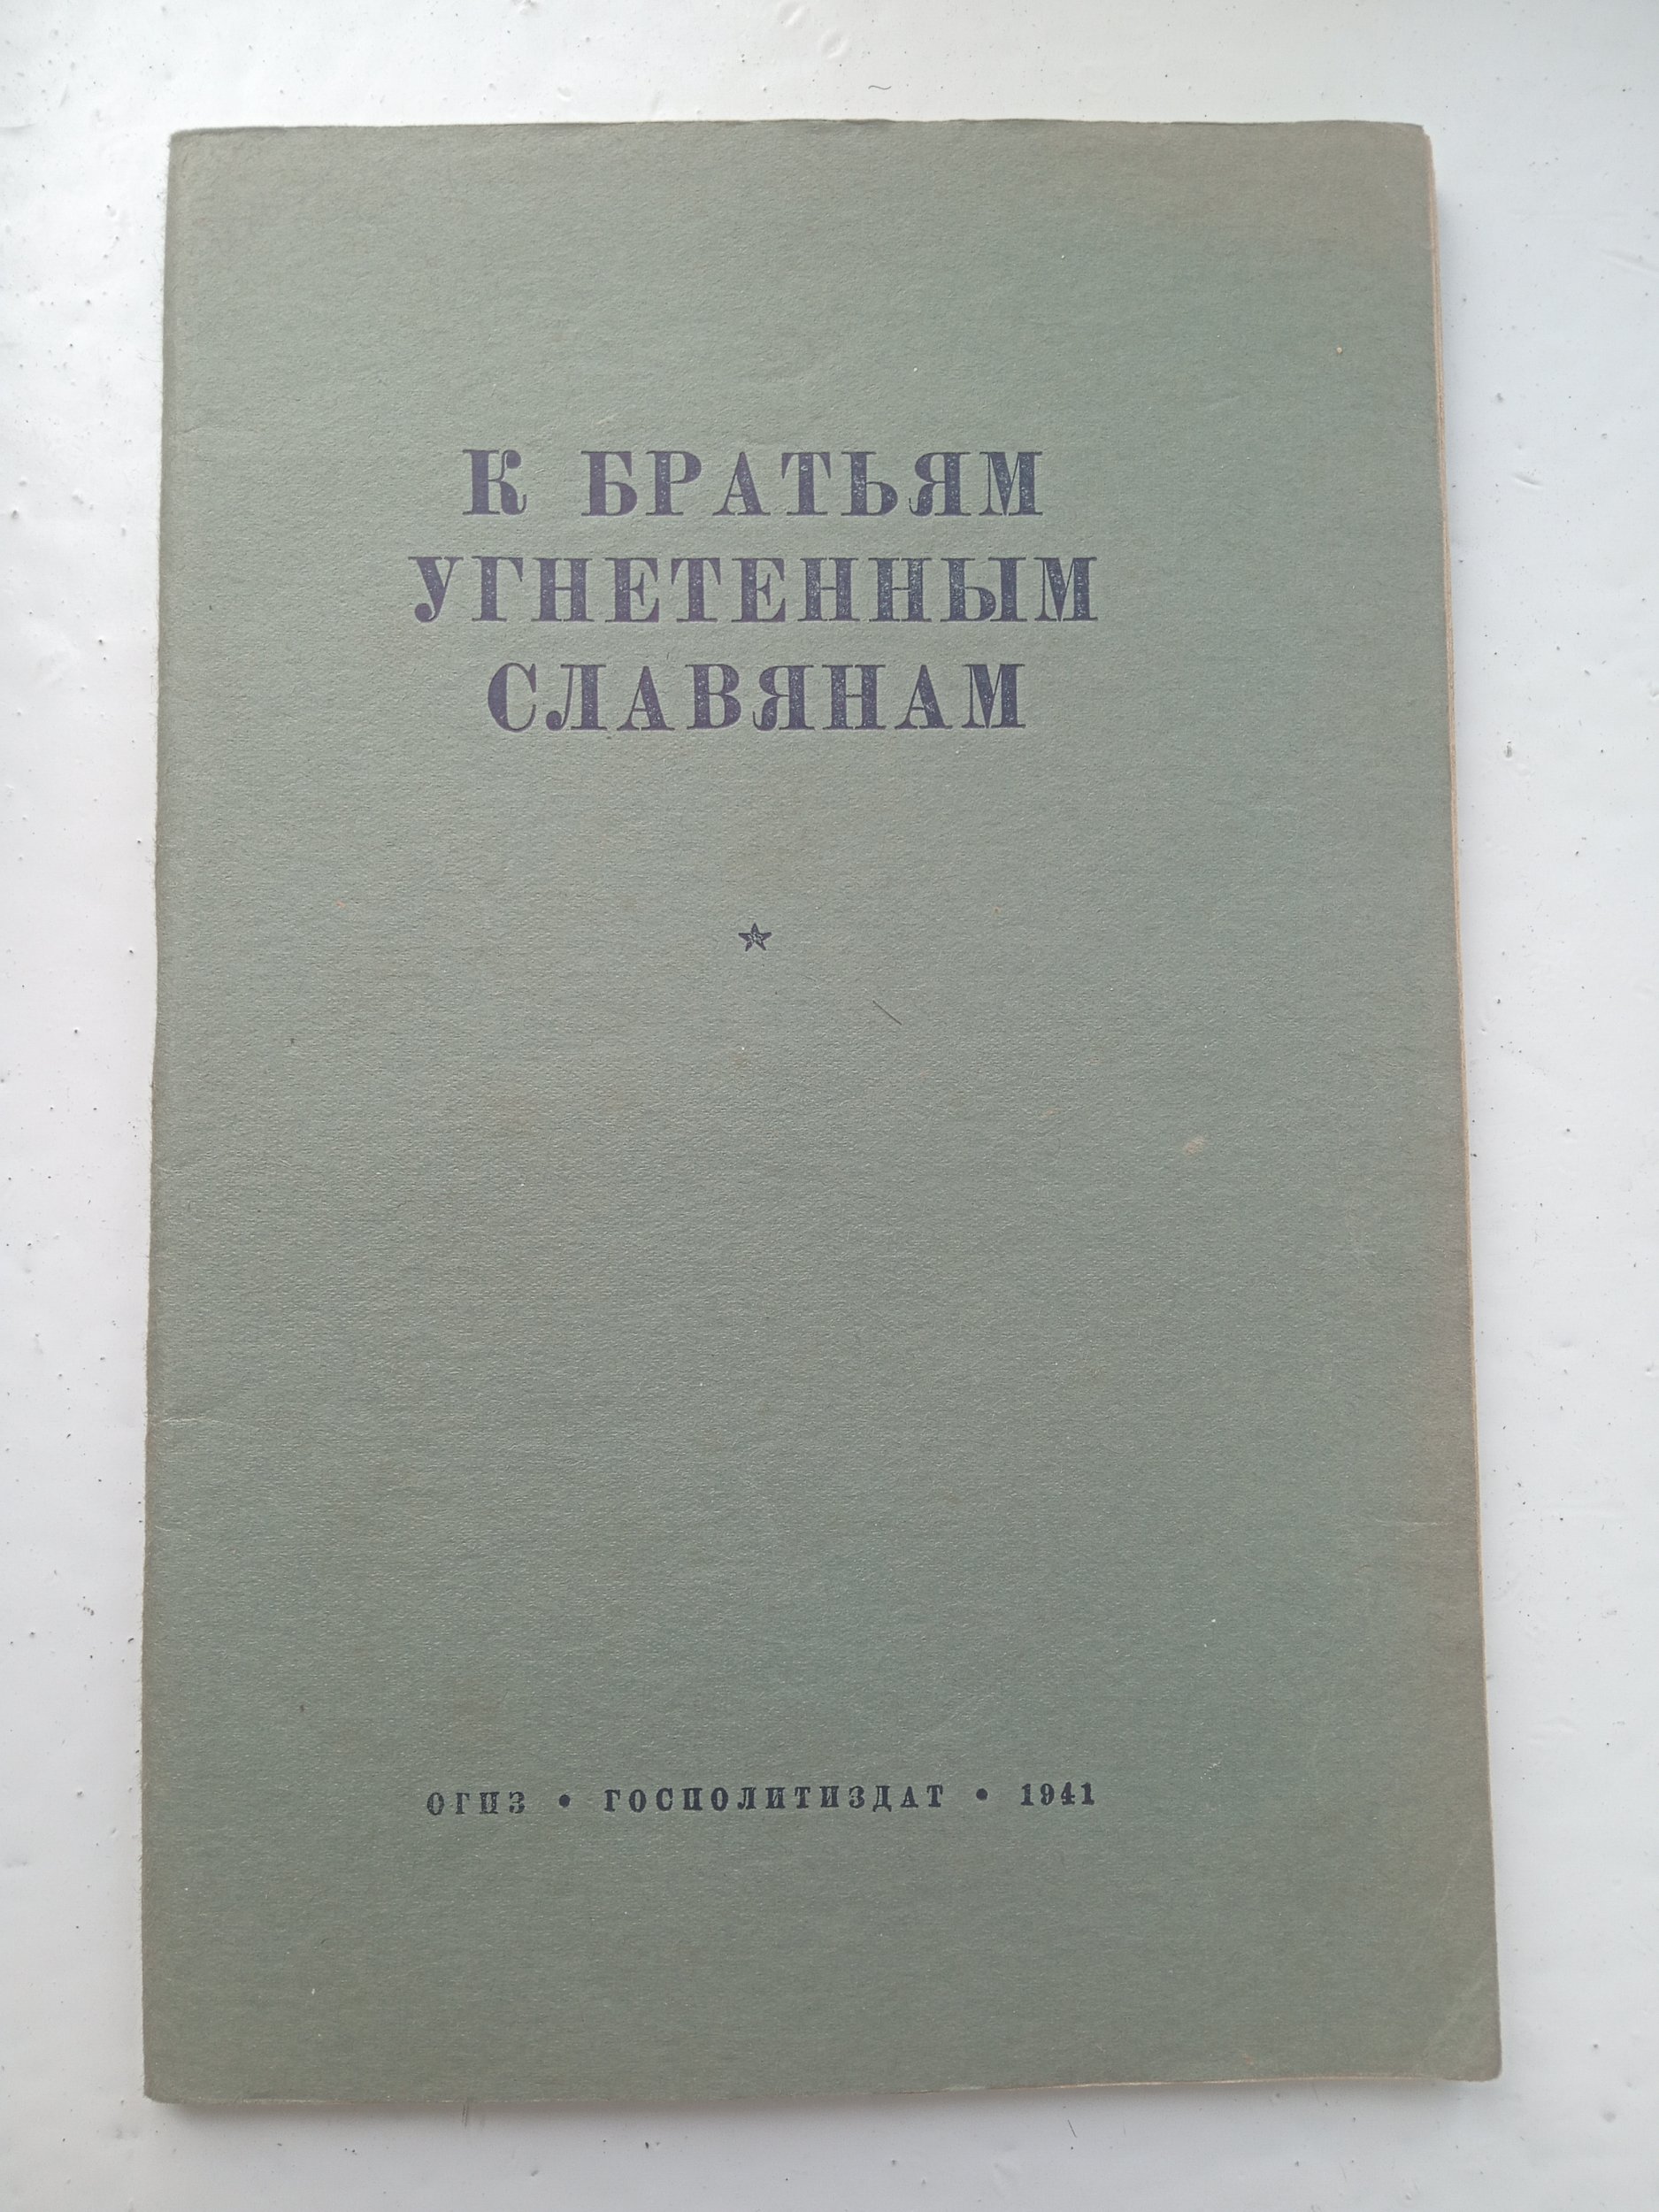 К БРАТЬЯМ
УГНЕТЕННЫМ
СЛАВЯНАМ
ОГИЗ • ГОСПОЛИТИЗДАТ • 1941